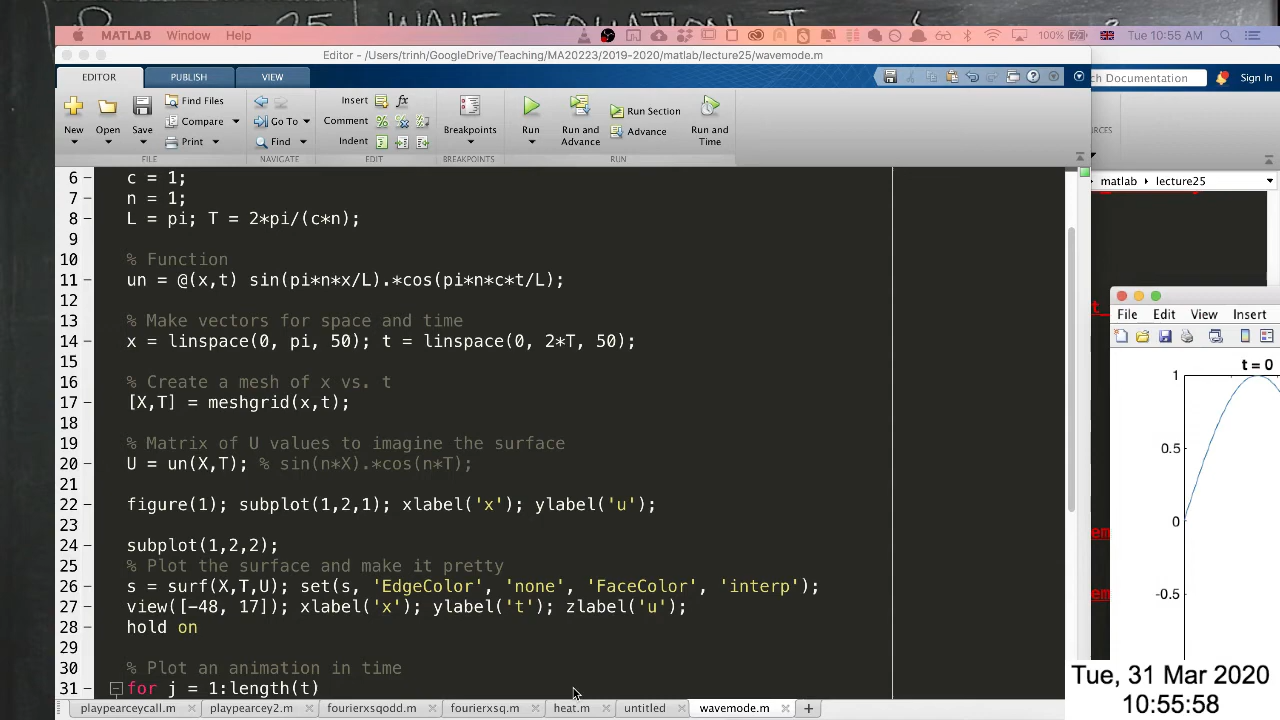 25 WAVE EQUATION
MATLAB Window Help 100% Tue 10:55 AM
Editor - /Users/trinh/GoogleDrive/Teaching/MA20223/2019-2020/matlab/lecture25/wavemode.m
EDITOR PUBLISH VIEW
ch Documentation Sign In
New Open Save Find Files Compare Print Go To Find Insert fx Comment Indent Breakpoints Run Run and Advance Run Section Advance Run and Time
FILE NAVIGATE EDIT BREAKPOINTS RUN
matlab lecture25
6 c = 1;
7 n = 1;
8 L = pi; T = 2*pi/(c*n);
9
10 % Function
11 un = @(x,t) sin(pi*n*x/L).*cos(pi*n*c*t/L);
12
13 % Make vectors for space and time
14 x = linspace(0, pi, 50); t = linspace(0, 2*T, 50);
15
16 % Create a mesh of x vs. t
17 [X,T] = meshgrid(x,t);
18
19 % Matrix of U values to imagine the surface
20 U = un(X,T); % sin(n*X).*cos(n*T);
21
22 figure(1); subplot(1,2,1); xlabel('x'); ylabel('u');
23
24 subplot(1,2,2);
25 % Plot the surface and make it pretty
26 s = surf(X,T,U); set(s, 'EdgeColor', 'none', 'FaceColor', 'interp');
27 view([-48, 17]); xlabel('x'); ylabel('t'); zlabel('u');
28 hold on
29
30 % Plot an animation in time
31 for j = 1:length(t)
playpearceycall.m playpearcey2.m fourierxsqodd.m fourierxsq.m heat.m untitled wavemode.m
File Edit View Insert
t = 0
1
0.5
0
-0.5
Tue, 31 Mar 2020
10:55:58